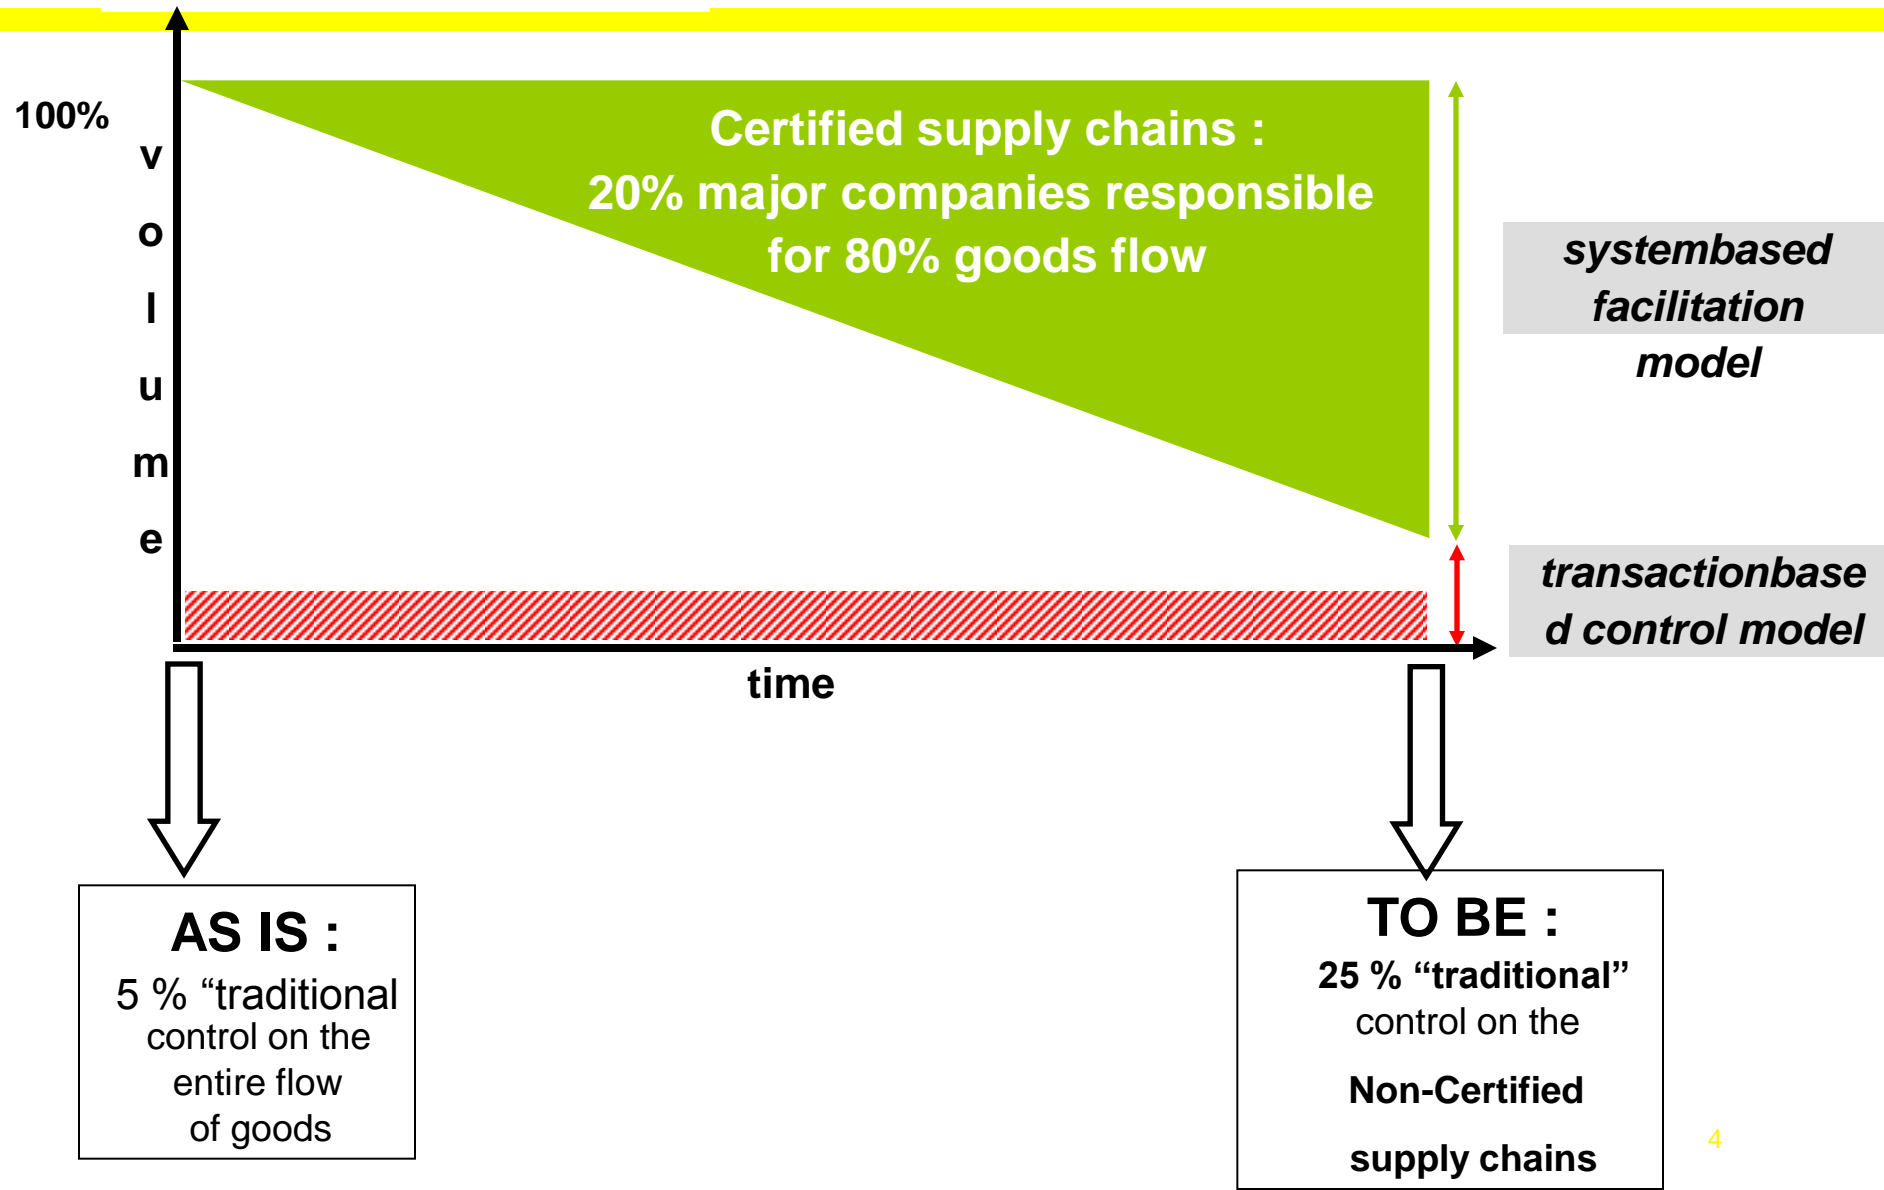 100%
v
o
l
u
m
e
Certified supply chains :
20% major companies responsible
for 80% goods flow
systembased
facilitation
model
transactionbase
d control model
time
AS IS :
5 % “traditional
control on the
entire flow
of goods
TO BE :
25 % “traditional”
control on the
Non-Certified
supply chains
4